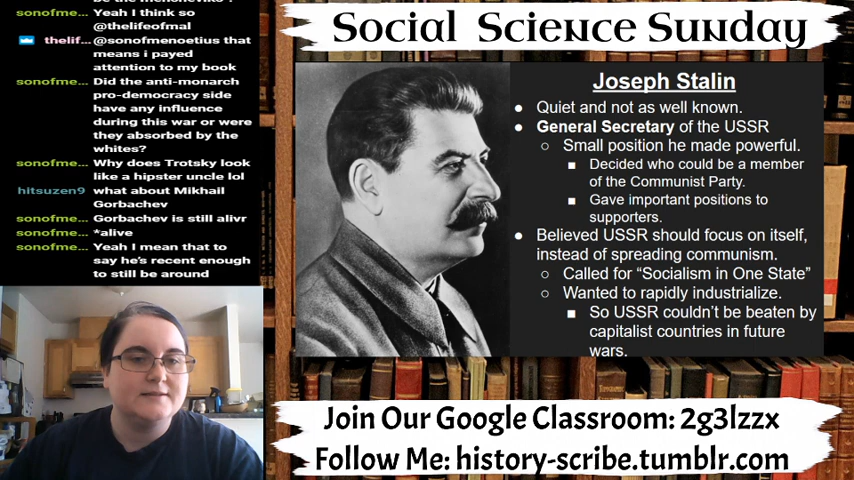 sonofme... Yeah I think so
@thelifeofmal
thelif... @sonofmenoetius that
means i payed
attention to my book
sonofme... Did the anti-monarch
pro-democracy side
have any influence
during this war or were
they absorbed by the
whites?
sonofme... Why does Trotsky look
like a hipster uncle lol
hitsuzen9 what about Mikhail
Gorbachev
sonofme... Gorbachev is still alivr
sonofme... *alive
sonofme... Yeah I mean that to
say he's recent enough
to still be around
Social Science Sunday
Joseph Stalin
● Quiet and not as well known.
● General Secretary of the USSR
○ Small position he made powerful.
■ Decided who could be a member
of the Communist Party.
■ Gave important positions to
supporters.
● Believed USSR should focus on itself,
instead of spreading communism.
○ Called for "Socialism in One State"
○ Wanted to rapidly industrialize.
■ So USSR couldn't be beaten by
capitalist countries in future
wars.
Join Our Google Classroom: 2g3lzzx
Follow Me: history-scribe.tumblr.com